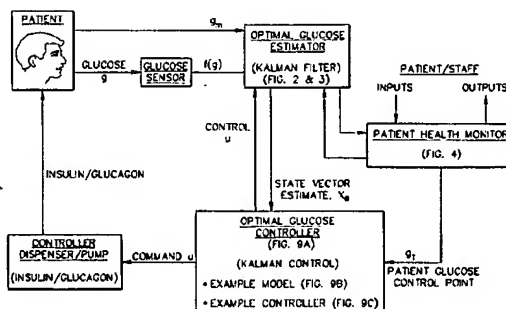 PATIENT
g_m
GLUCOSE
g
GLUCOSE
SENSOR
f(g)
OPTIMAL GLUCOSE
ESTIMATOR
(KALMAN FILTER)
(FIG. 2 & 3)
PATIENT/STAFF
INPUTS
OUTPUTS
PATIENT HEALTH MONITOR
(FIG. 4)
CONTROL
u
STATE VECTOR
ESTIMATE, X_e
INSULIN/GLUCAGON
CONTROLLER
DISPENSER/PUMP
(INSULIN/GLUCAGON)
COMMAND u
OPTIMAL GLUCOSE
CONTROLLER
(FIG. 9A)
(KALMAN CONTROL)
• EXAMPLE MODEL (FIG. 9B)
• EXAMPLE CONTROLLER (FIG. 9C)
g_T
PATIENT GLUCOSE
CONTROL POINT